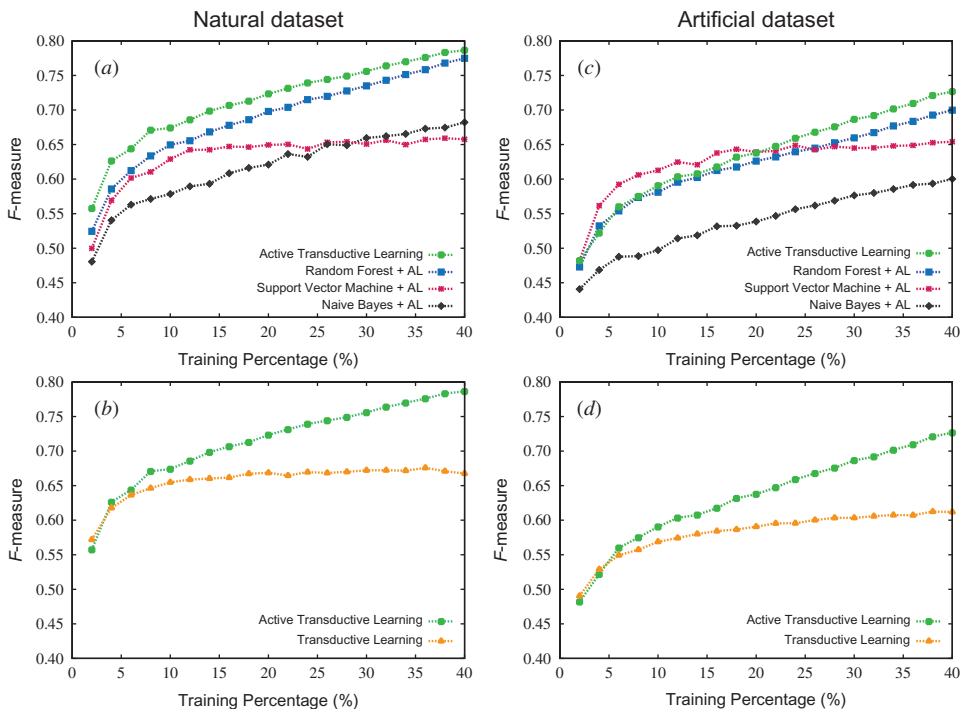 Natural dataset
Artificial dataset
(a)
0.80
0.75
0.70
0.65
0.60
0.55
0.50
0.45
0.40
F-measure
Active Transductive Learning
Random Forest + AL
Support Vector Machine + AL
Naive Bayes + AL
0 5 10 15 20 25 30 35 40
Training Percentage (%)
(c)
0.80
0.75
0.70
0.65
0.60
0.55
0.50
0.45
0.40
F-measure
Active Transductive Learning
Random Forest + AL
Support Vector Machine + AL
Naive Bayes + AL
0 5 10 15 20 25 30 35 40
Training Percentage (%)
(b)
0.80
0.75
0.70
0.65
0.60
0.55
0.50
0.45
0.40
F-measure
Active Transductive Learning
Transductive Learning
0 5 10 15 20 25 30 35 40
Training Percentage (%)
(d)
0.80
0.75
0.70
0.65
0.60
0.55
0.50
0.45
0.40
F-measure
Active Transductive Learning
Transductive Learning
0 5 10 15 20 25 30 35 40
Training Percentage (%)